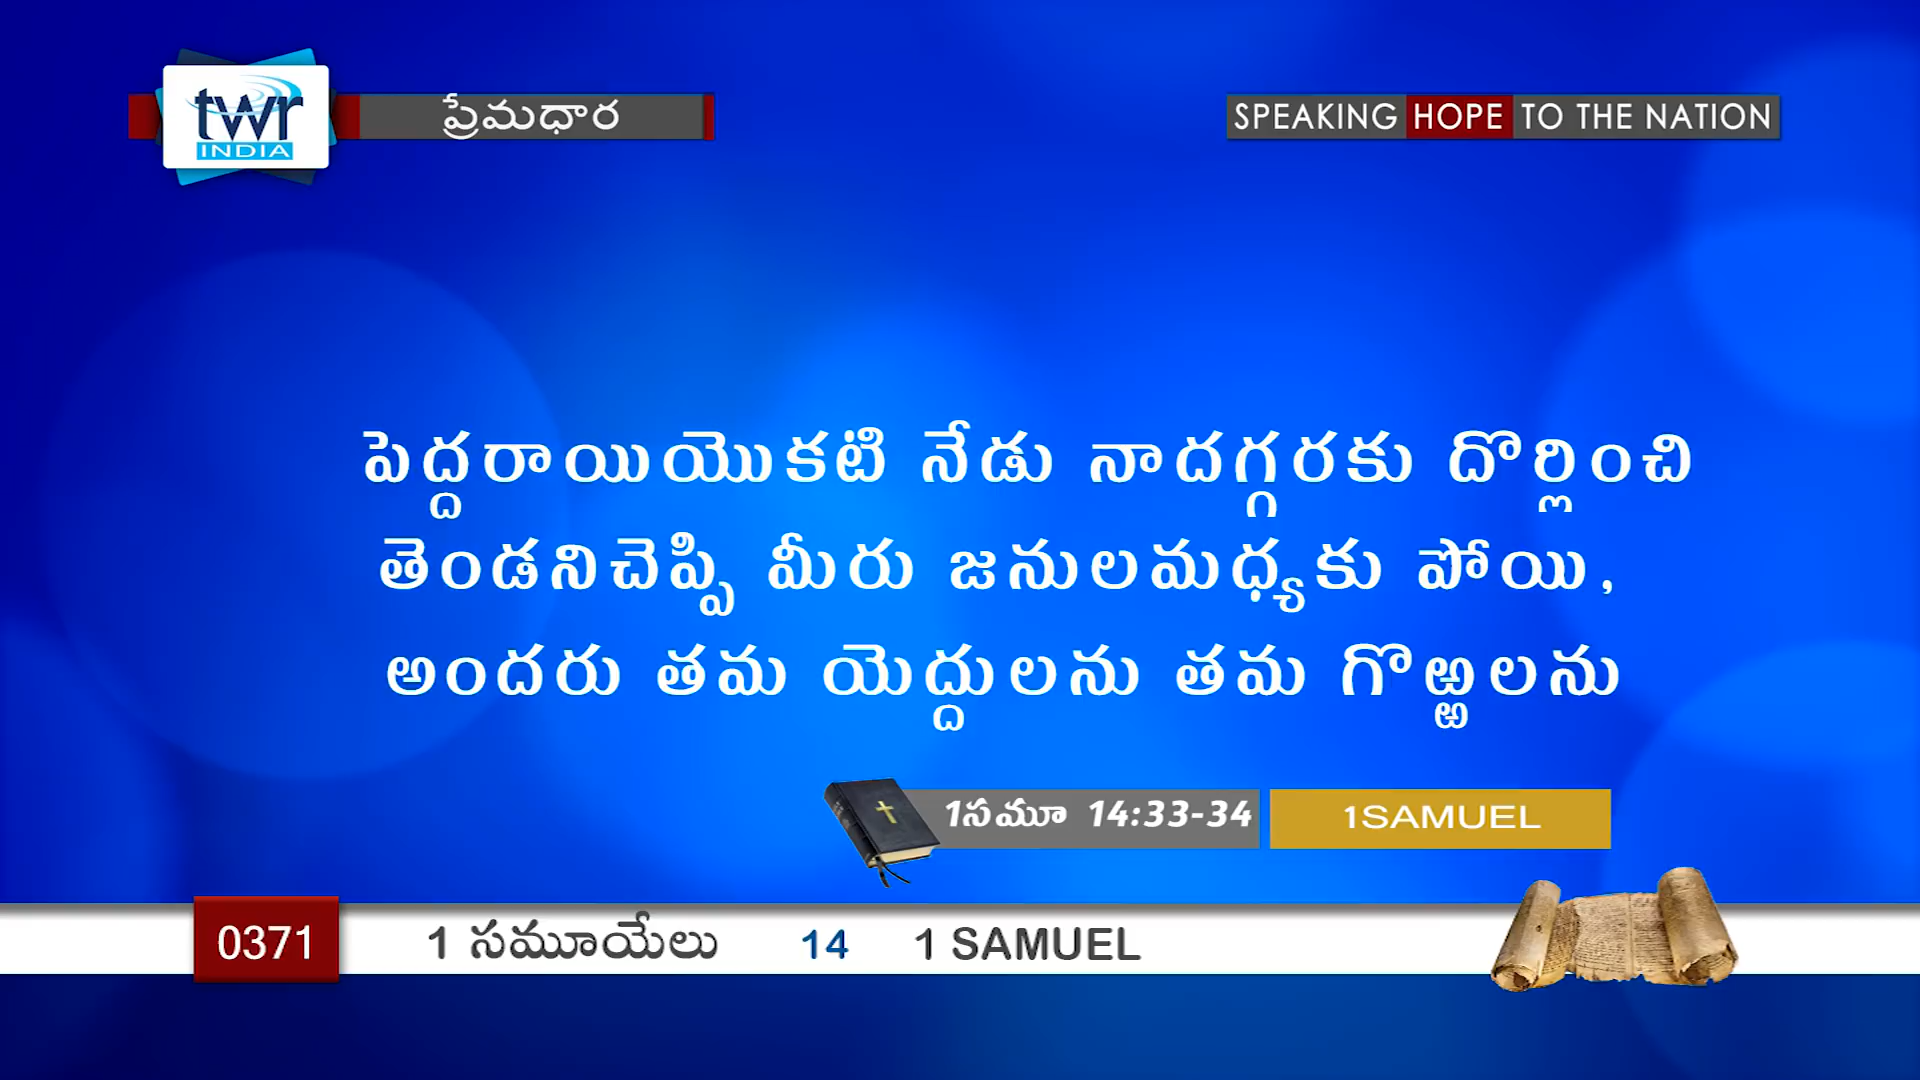 twr
INDIA
ప్రేమధార
SPEAKING HOPE TO THE NATION
పెద్దరాయియొకటి నేడు నాదగ్గరకు దొర్లించి
తెండనిచెప్పి మీరు జనులమధ్యకు పోయి,
అందరు తమ యెద్దులను తమ గొఱ్ఱలను
1సమూ 14:33-34
1SAMUEL
0371
1 సమూయేలు 14 1 SAMUEL